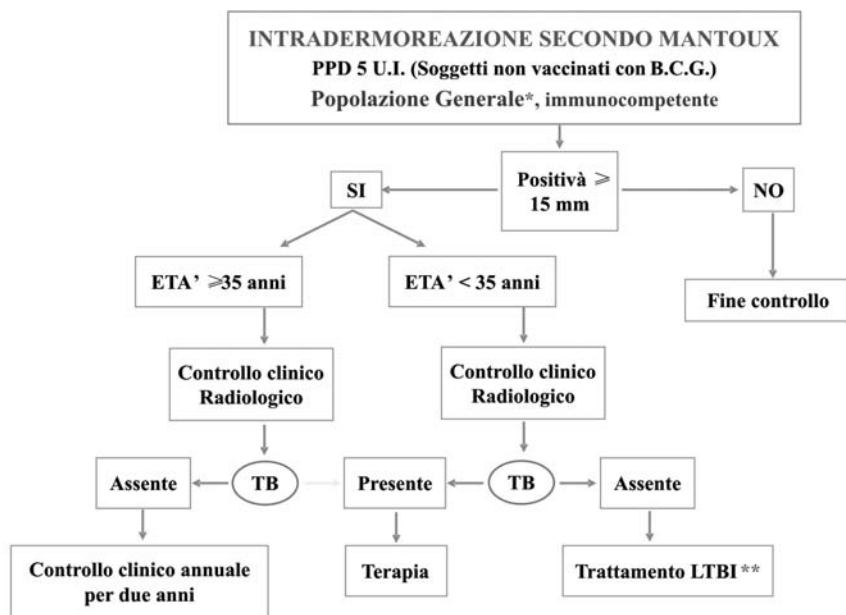 INTRADERMOREAZIONE SECONDO MANTOUX
PPD 5 U.I. (Soggetti non vaccinati con B.C.G.)
Popolazione Generale*, immunocompetente
SI
Positivà ⩾
15 mm
NO
ETA’ ⩾35 anni
ETA’ < 35 anni
Fine controllo
Controllo clinico
Radiologico
Controllo clinico
Radiologico
Assente
TB
Presente
TB
Assente
Controllo clinico annuale
per due anni
Terapia
Trattamento LTBI **